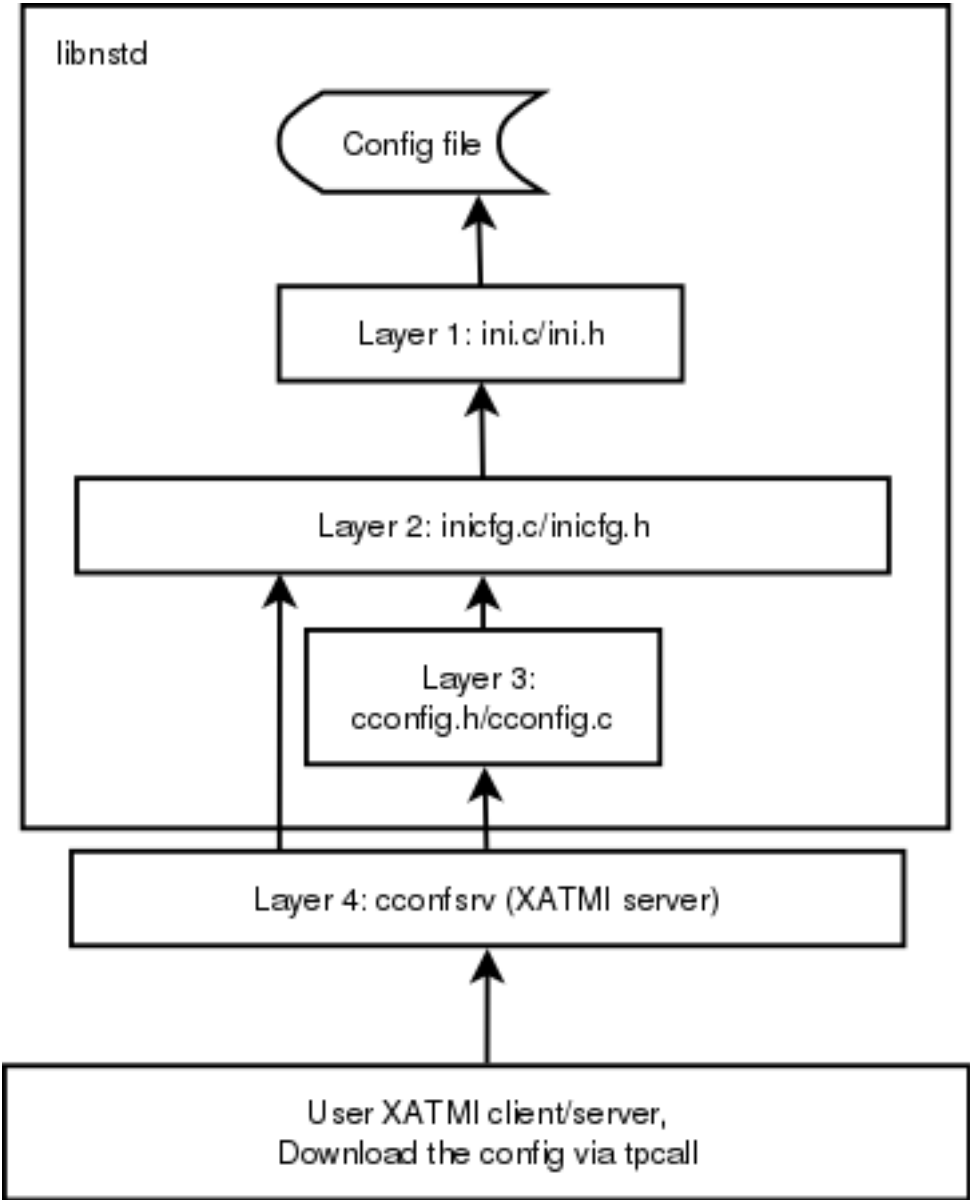 libnstd
Config file
Layer 1: ini.c/ini.h
Layer 2: inicfg.c/inicfg.h
Layer 3:
cconfig.h/cconfig.c
Layer 4: cconfsrv (XATMI server)
User XATMI client/server,
Download the config via tpcall